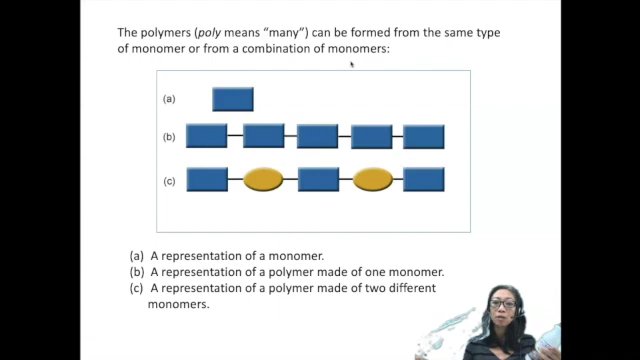 The polymers (poly means “many”) can be formed from the same type
of monomer or from a combination of monomers:
(a)
(b)
(c)
(a) A representation of a monomer.
(b) A representation of a polymer made of one monomer.
(c) A representation of a polymer made of two different
monomers.